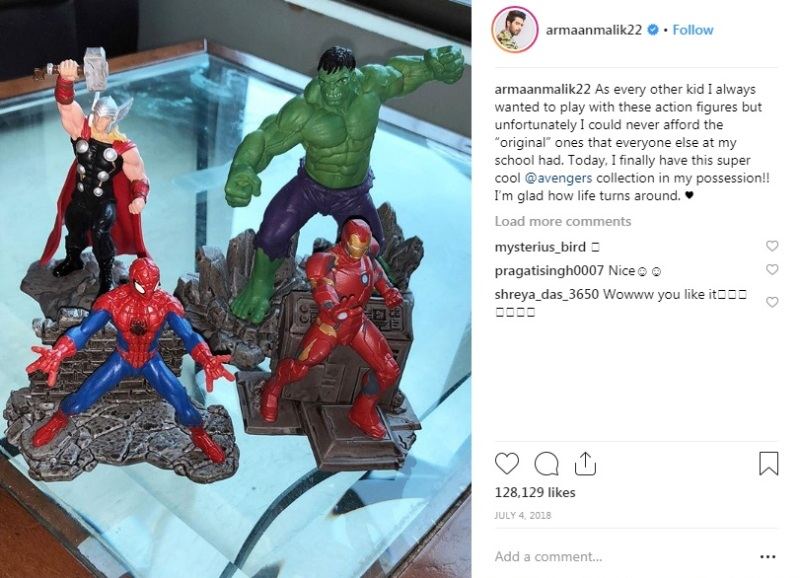 armaanmalik22 • Follow
armaanmalik22 As every other kid I always
wanted to play with these action figures but
unfortunately I could never afford the
“original” ones that everyone else at my
school had. Today, I finally have this super
cool @avengers collection in my possession!!
I’m glad how life turns around. ♥
Load more comments
mysterius_bird □
pragatisingh0007 Nice☺☺
shreya_das_3650 Wowww you like it□□□
□□□□
128,129 likes
JULY 4, 2018
Add a comment...